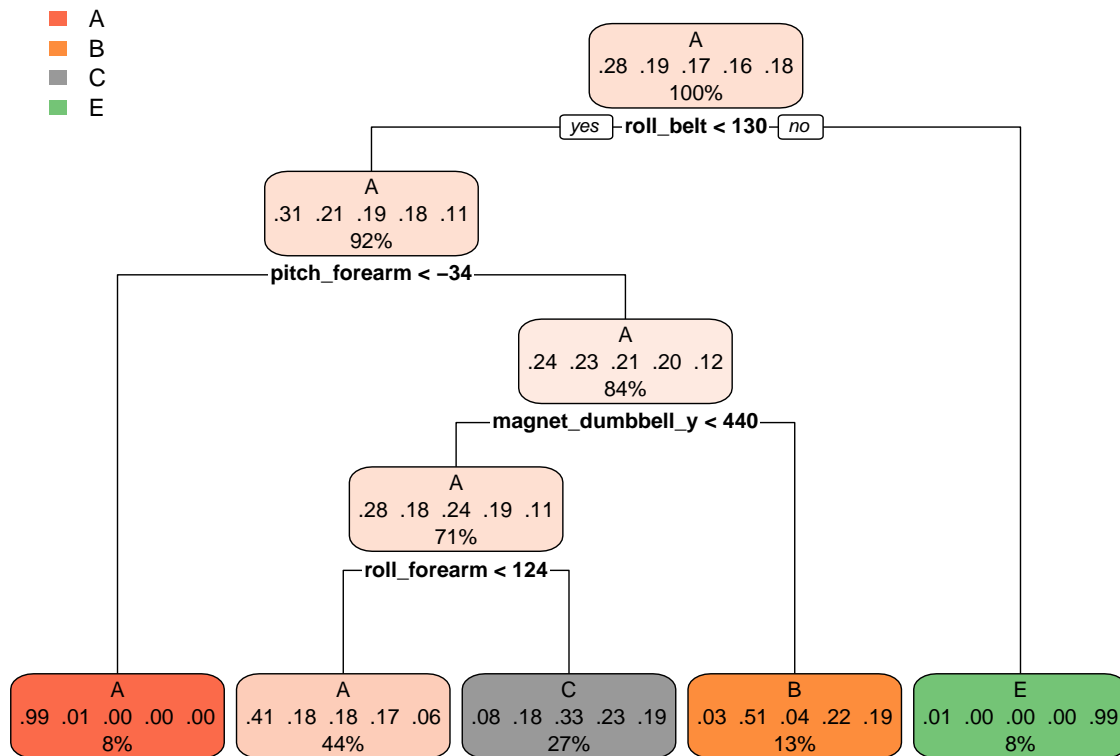 A
B
C
E
A
.28 .19 .17 .16 .18
100%
yes roll_belt < 130 no
A
.31 .21 .19 .18 .11
92%
pitch_forearm < −34
A
.24 .23 .21 .20 .12
84%
magnet_dumbbell_y < 440
A
.28 .18 .24 .19 .11
71%
roll_forearm < 124
A
.99 .01 .00 .00 .00
8%
A
.41 .18 .18 .17 .06
44%
C
.08 .18 .33 .23 .19
27%
B
.03 .51 .04 .22 .19
13%
E
.01 .00 .00 .00 .99
8%